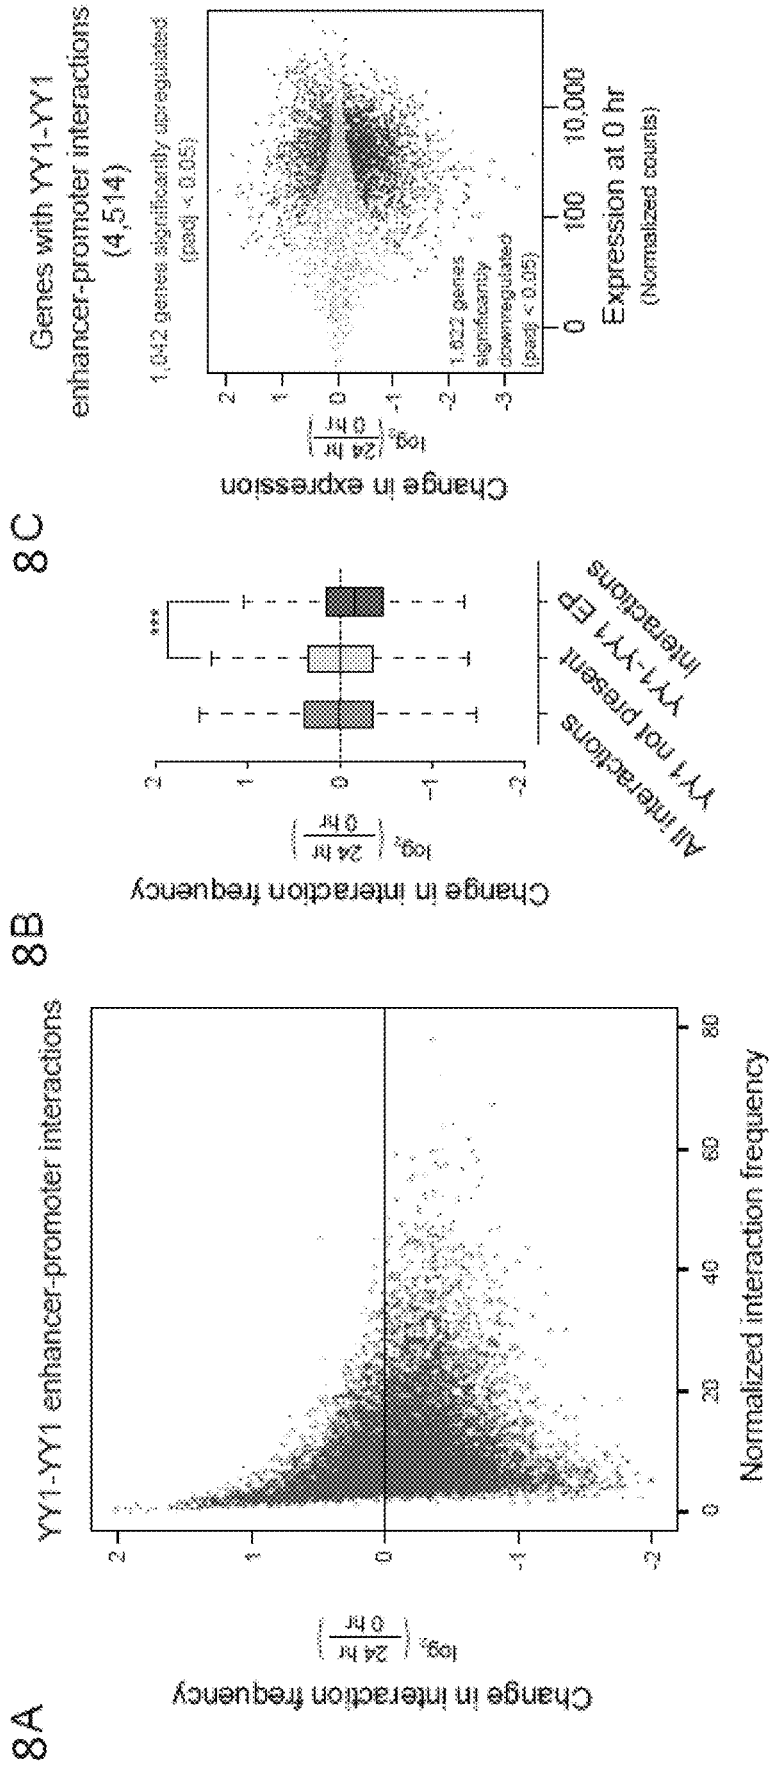 8A
YY1-YY1 enhancer-promoter interactions
Change in interaction frequency
log₂ (24 hr / 0 hr)
2
1
0
-1
-2
0
20
40
60
80
Normalized interaction frequency
8B
Change in interaction frequency
log₂ (24 hr / 0 hr)
2
1
0
-1
-2
***
All interactions
YY1 not present
YY1-YY1 EP
interactions
8C
Genes with YY1-YY1
enhancer-promoter interactions
(4,514)
1,042 genes significantly upregulated
(padj < 0.05)
Change in expression
log₂ (24 hr / 0 hr)
2
1
0
-1
-2
-3
1,622 genes
significantly
downregulated
(padj < 0.05)
0
100
10,000
Expression at 0 hr
(Normalized counts)